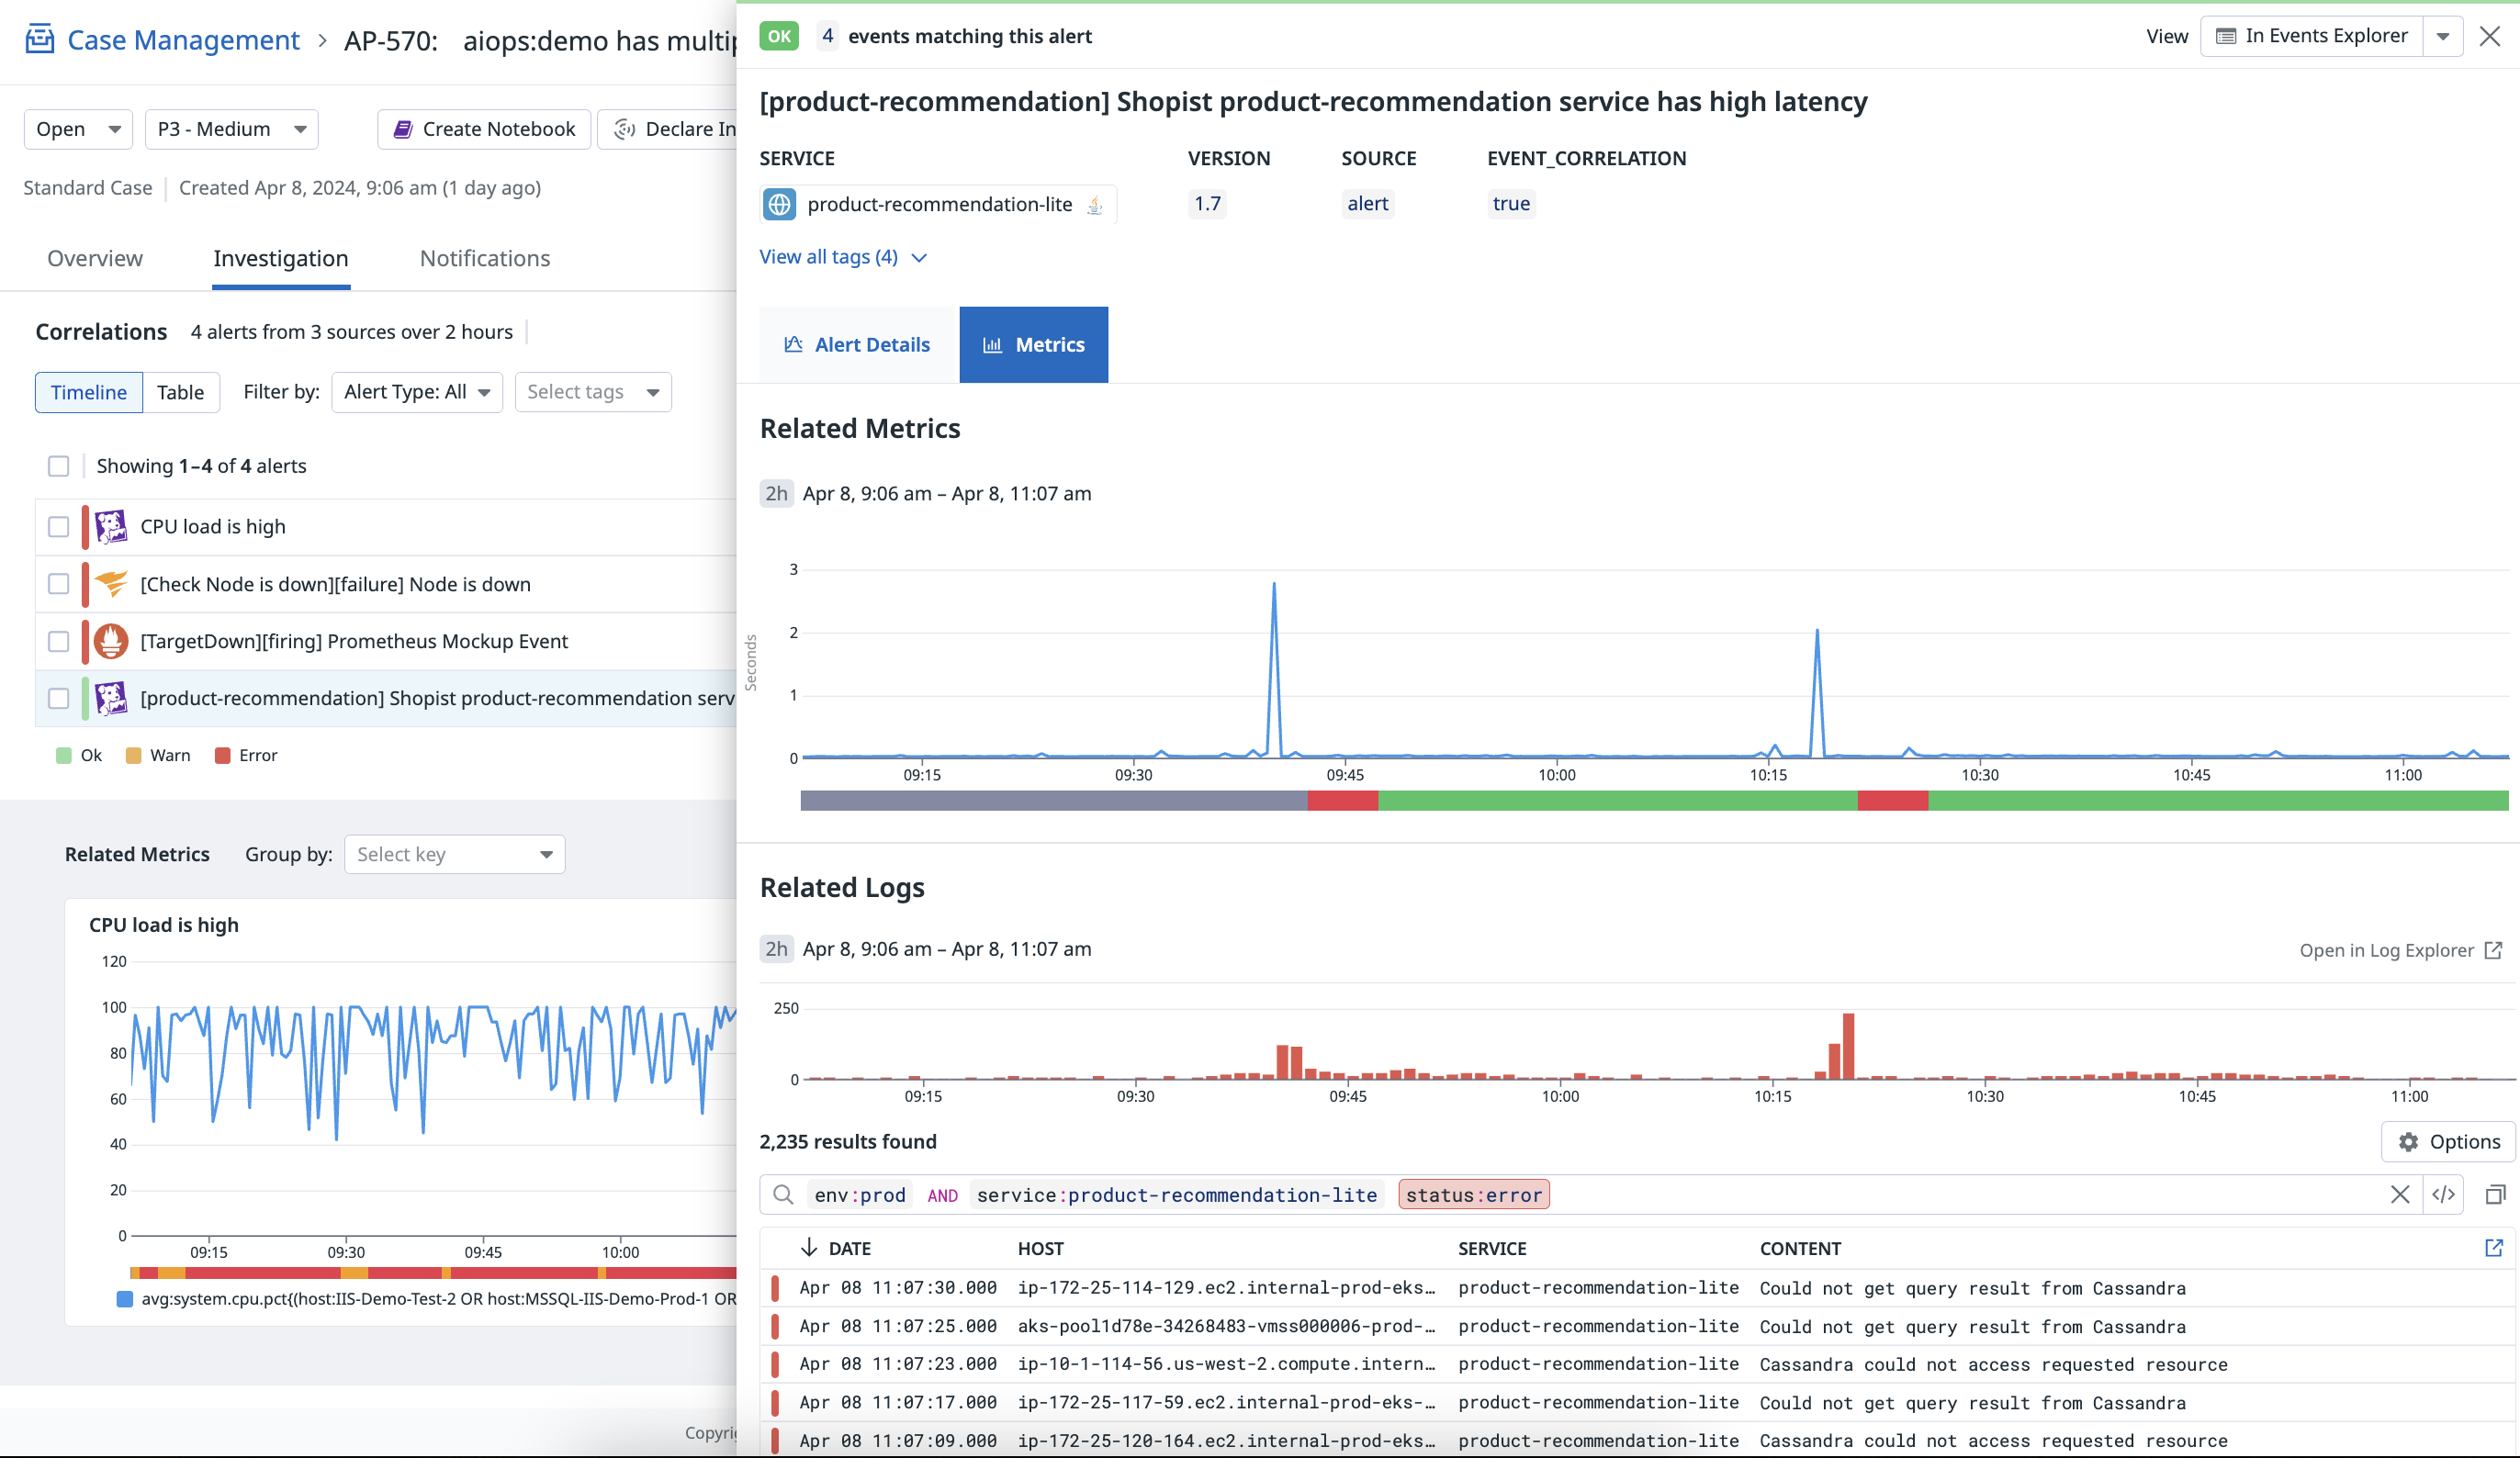 Case Management > AP-570: aiops:demo has multip
Open P3 - Medium Create Notebook Declare In
Standard Case Created Apr 8, 2024, 9:06 am (1 day ago)
Overview Investigation Notifications
Correlations 4 alerts from 3 sources over 2 hours
Timeline Table Filter by: Alert Type: All Select tags
Showing 1–4 of 4 alerts
CPU load is high
[Check Node is down][failure] Node is down
[TargetDown][firing] Prometheus Mockup Event
[product-recommendation] Shopist product-recommendation serv
Ok Warn Error
Related Metrics Group by: Select key
CPU load is high
120
100
80
60
40
20
0
09:15 09:30 09:45 10:00
avg:system.cpu.pct{(host:IIS-Demo-Test-2 OR host:MSSQL-IIS-Demo-Prod-1 OR
Copyri
OK 4 events matching this alert View In Events Explorer
[product-recommendation] Shopist product-recommendation service has high latency
SERVICE VERSION SOURCE EVENT_CORRELATION
product-recommendation-lite 1.7 alert true
View all tags (4)
Alert Details Metrics
Related Metrics
2h Apr 8, 9:06 am – Apr 8, 11:07 am
Seconds
3
2
1
0
09:15 09:30 09:45 10:00 10:15 10:30 10:45 11:00
Related Logs
2h Apr 8, 9:06 am – Apr 8, 11:07 am Open in Log Explorer
250
0
09:15 09:30 09:45 10:00 10:15 10:30 10:45 11:00
2,235 results found Options
env:prod AND service:product-recommendation-lite status:error </>
DATE HOST SERVICE CONTENT
Apr 08 11:07:30.000 ip-172-25-114-129.ec2.internal-prod-eks… product-recommendation-lite Could not get query result from Cassandra
Apr 08 11:07:25.000 aks-pool1d78e-34268483-vmss000006-prod-… product-recommendation-lite Could not get query result from Cassandra
Apr 08 11:07:23.000 ip-10-1-114-56.us-west-2.compute.intern… product-recommendation-lite Cassandra could not access requested resource
Apr 08 11:07:17.000 ip-172-25-117-59.ec2.internal-prod-eks-… product-recommendation-lite Could not get query result from Cassandra
Apr 08 11:07:09.000 ip-172-25-120-164.ec2.internal-prod-eks… product-recommendation-lite Cassandra could not access requested resource